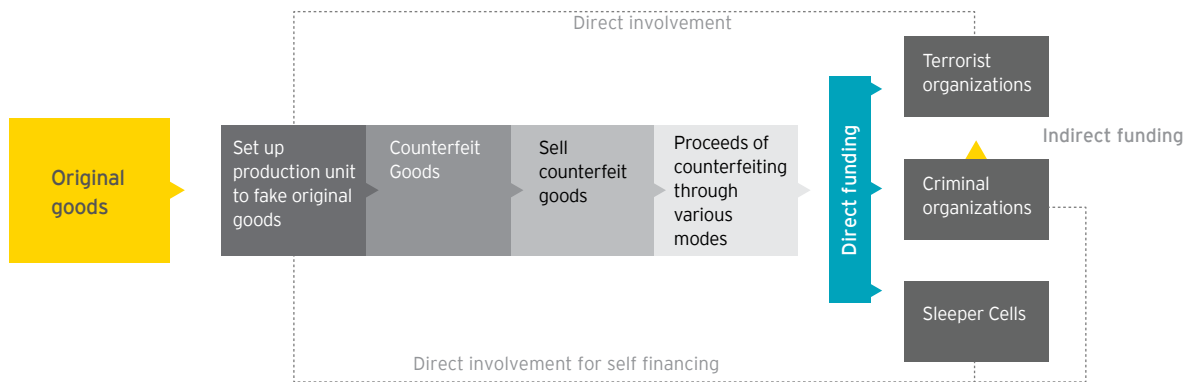 Direct involvement
Original
goods
Set up
production unit
to fake original
goods
Counterfeit
Goods
Sell
counterfeit
goods
Proceeds of
counterfeiting
through
various
modes
Direct funding
Terrorist
organizations
Indirect funding
Criminal
organizations
Sleeper Cells
Direct involvement for self financing